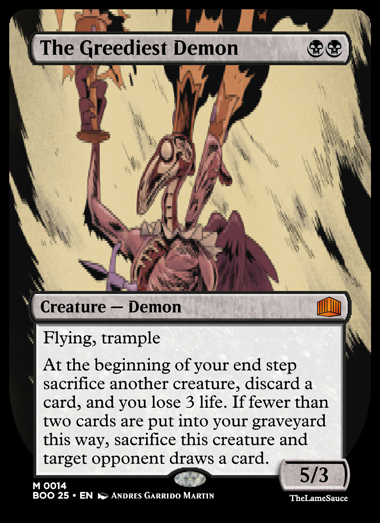 The Greediest Demon
Creature — Demon
Flying, trample
At the beginning of your end step
sacrifice another creature, discard a
card, and you lose 3 life. If fewer than
two cards are put into your graveyard
this way, sacrifice this creature and
target opponent draws a card.
5/3
M 0014
BOO 25 • EN Andres Garrido Martin
TheLameSauce